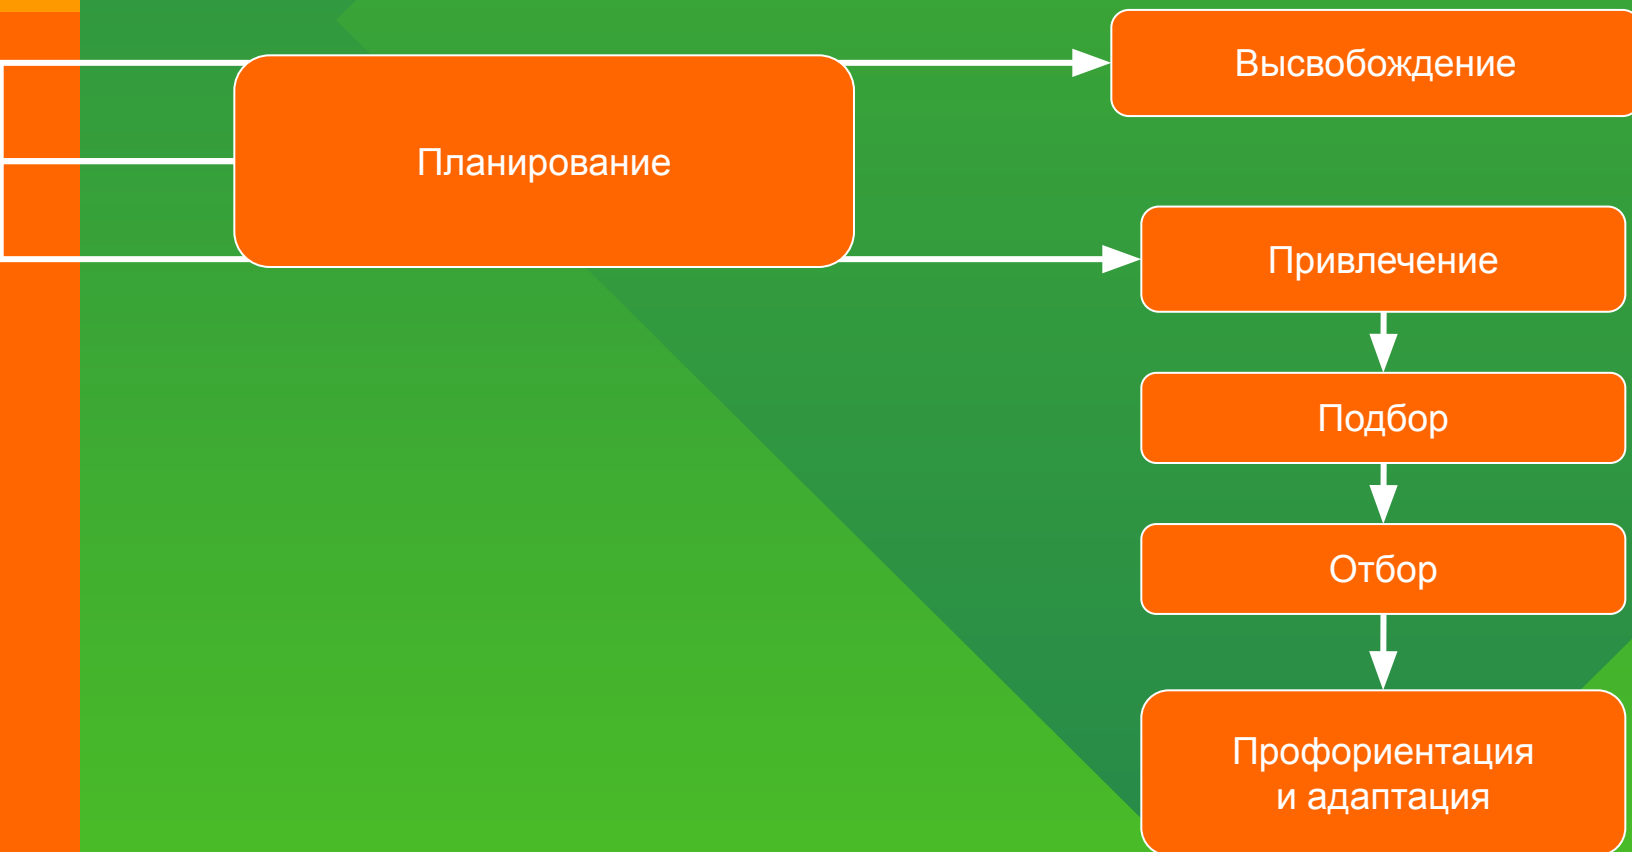 Высвобождение
Планирование
Привлечение
Подбор
Отбор
Профориентация
и адаптация